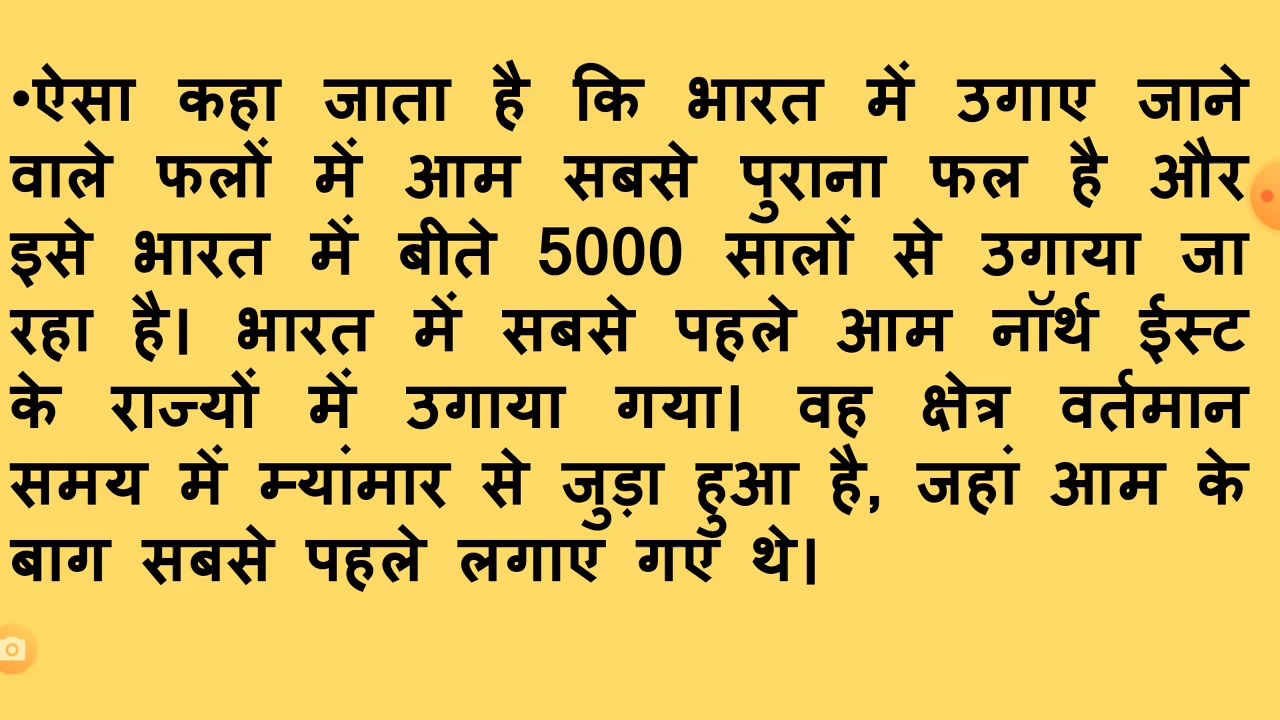 •ऐसा कहा जाता है कि भारत में उगाए जाने
वाले फलों में आम सबसे पुराना फल है और
इसे भारत में बीते 5000 सालों से उगाया जा
रहा है। भारत में सबसे पहले आम नॉर्थ ईस्ट
के राज्यों में उगाया गया। वह क्षेत्र वर्तमान
समय में म्यांमार से जुड़ा हुआ है, जहां आम के
बाग सबसे पहले लगाए गए थे।